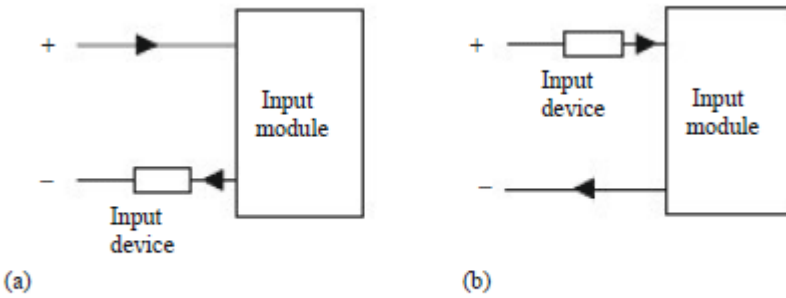 +
Input
module
–
Input
device
(a)
+
Input
device
Input
module
–
(b)